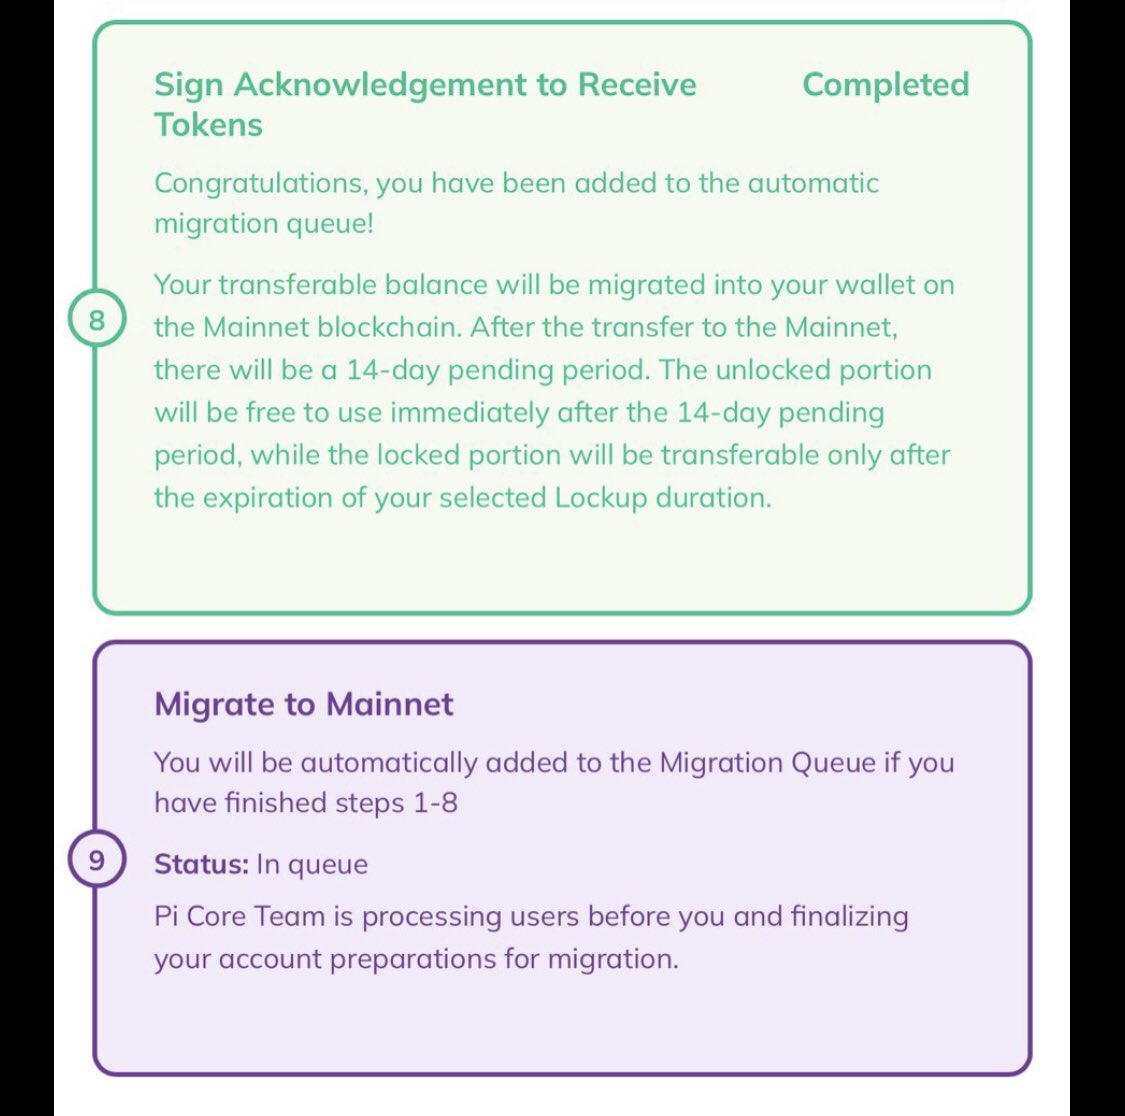 Sign Acknowledgement to Receive Completed
Tokens
Congratulations, you have been added to the automatic
migration queue!
Your transferable balance will be migrated into your wallet on
the Mainnet blockchain. After the transfer to the Mainnet,
there will be a 14-day pending period. The unlocked portion
will be free to use immediately after the 14-day pending
period, while the locked portion will be transferable only after
the expiration of your selected Lockup duration.
8
Migrate to Mainnet
You will be automatically added to the Migration Queue if you
have finished steps 1-8
9
Status: In queue
Pi Core Team is processing users before you and finalizing
your account preparations for migration.